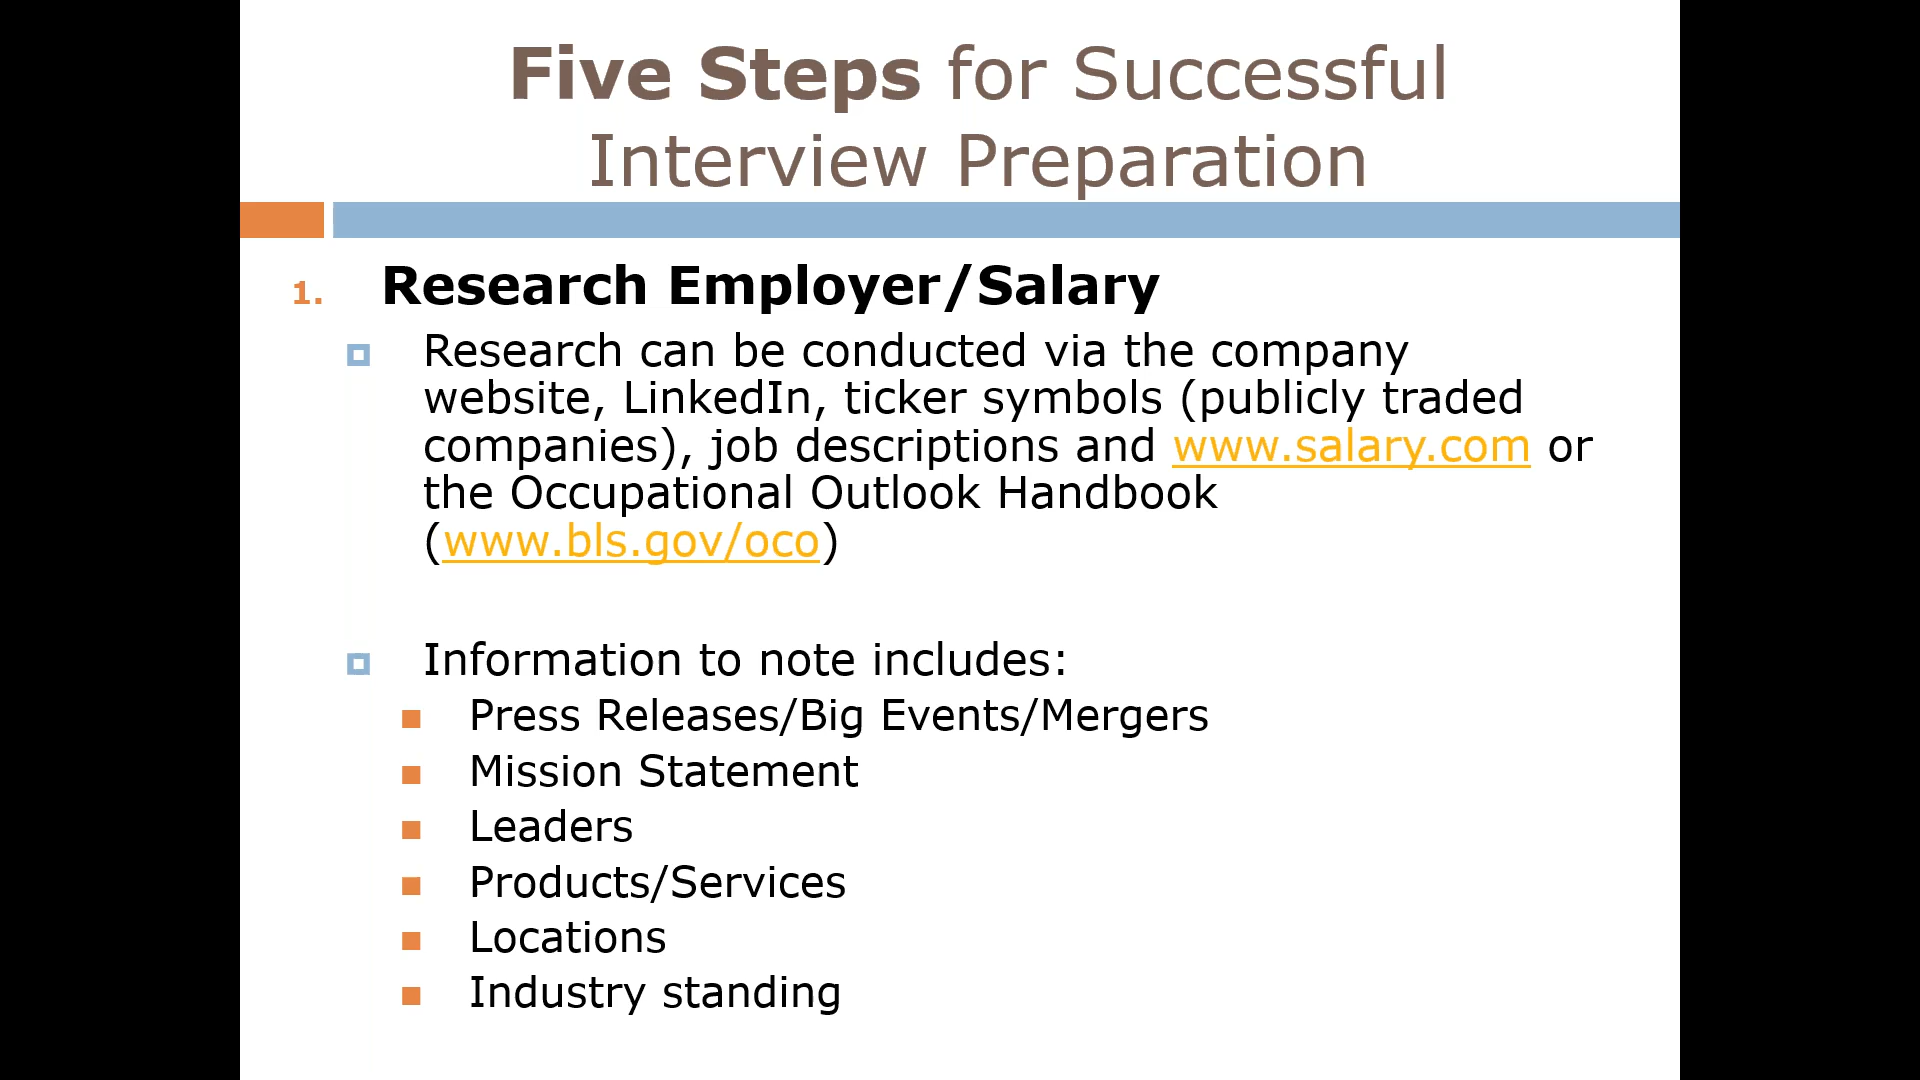 Five Steps for Successful
Interview Preparation
1. Research Employer/Salary
Research can be conducted via the company
website, LinkedIn, ticker symbols (publicly traded
companies), job descriptions and www.salary.com or
the Occupational Outlook Handbook
(www.bls.gov/oco)
Information to note includes:
Press Releases/Big Events/Mergers
Mission Statement
Leaders
Products/Services
Locations
Industry standing